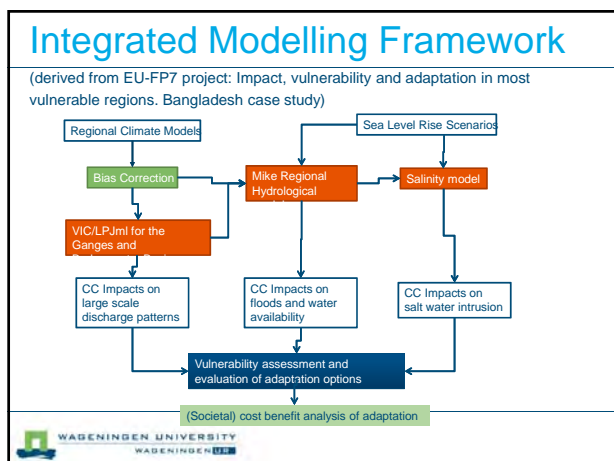 Integrated Modelling Framework
(derived from EU-FP7 project: Impact, vulnerability and adaptation in most
vulnerable regions. Bangladesh case study)
Regional Climate Models
Sea Level Rise Scenarios
Bias Correction
Mike Regional
Hydrological
Salinity model
VIC/LPJml for the
Ganges and
CC Impacts on
large scale
discharge patterns
CC Impacts on
floods and water
availability
CC Impacts on
salt water intrusion
Vulnerability assessment and
evaluation of adaptation options
(Societal) cost benefit analysis of adaptation
WAGENINGEN UNIVERSITY
WAGENINGEN UR